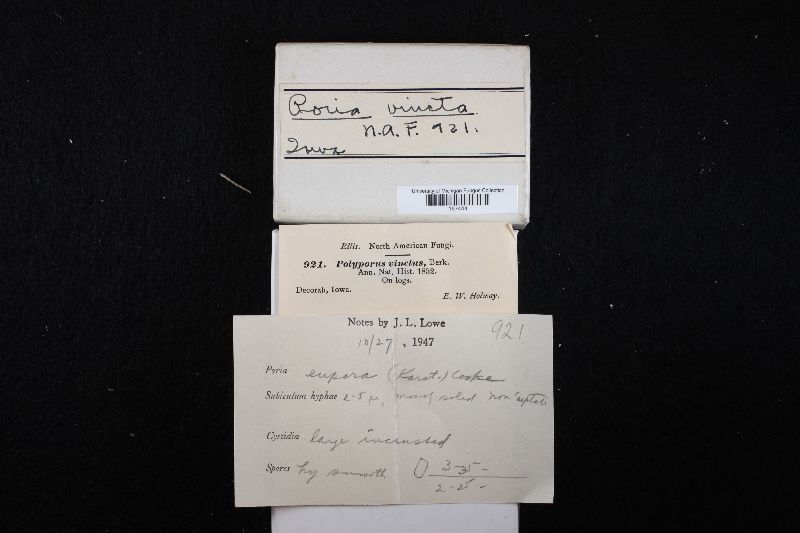 Poria vincta
N.A.F. 921.
Iowa
University of Michigan Fungus Collection
Ellis. North American Fungi.
921. Polyporus vinctus, Berk.
Ann. Nat. Hist. 1852.
On logs.
Decorah, Iowa.
E. W. Holway.
Notes by J. L. Lowe
921
10/27, 1947
Poria eupora (Karst.) Cooke
Subiculum hyphae 2-5 µ, non septate
Cystidia large incrusted
Spores hy smooth 3-3.5-
2-2.5-